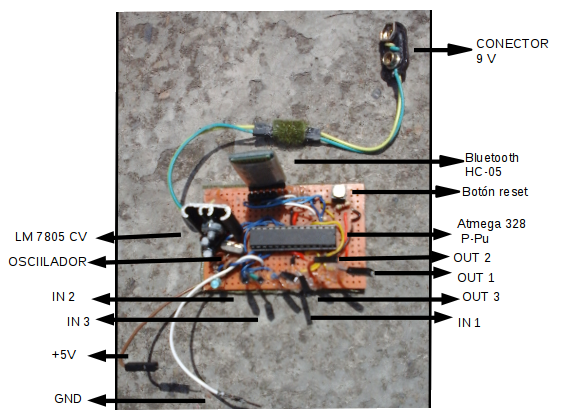 CONECTOR
9 V
Bluetooth
HC-05
Botón reset
Atmega 328
P-Pu
LM 7805 CV
OUT 2
OSCIILADOR
OUT 1
IN 2
OUT 3
IN 3
IN 1
+5V
GND